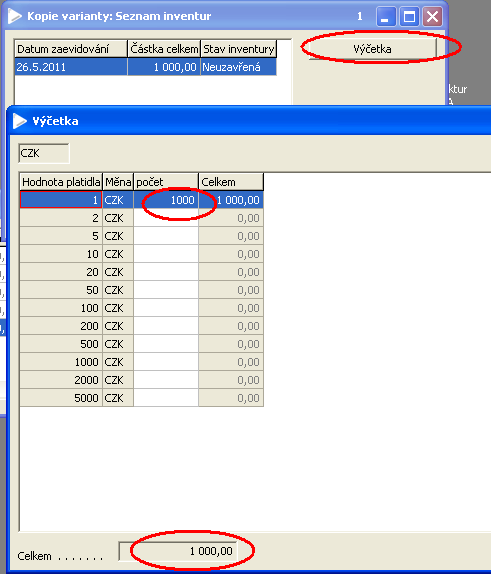 Kopie varianty: Seznam inventur 1
Datum zaevidování Částka celkem Stav inventury
Výčetka
26.5.2011 1 000,00 Neuzavřená
ktur
Výčetka
CZK
Hodnota platidla Měna počet Celkem
1 CZK 1000 1 000,00
2 CZK 0,00
5 CZK 0,00
10 CZK 0,00
20 CZK 0,00
50 CZK 0,00
100 CZK 0,00
200 CZK 0,00
500 CZK 0,00
1000 CZK 0,00
2000 CZK 0,00
5000 CZK 0,00
Celkem . . . . . . . 1 000,00